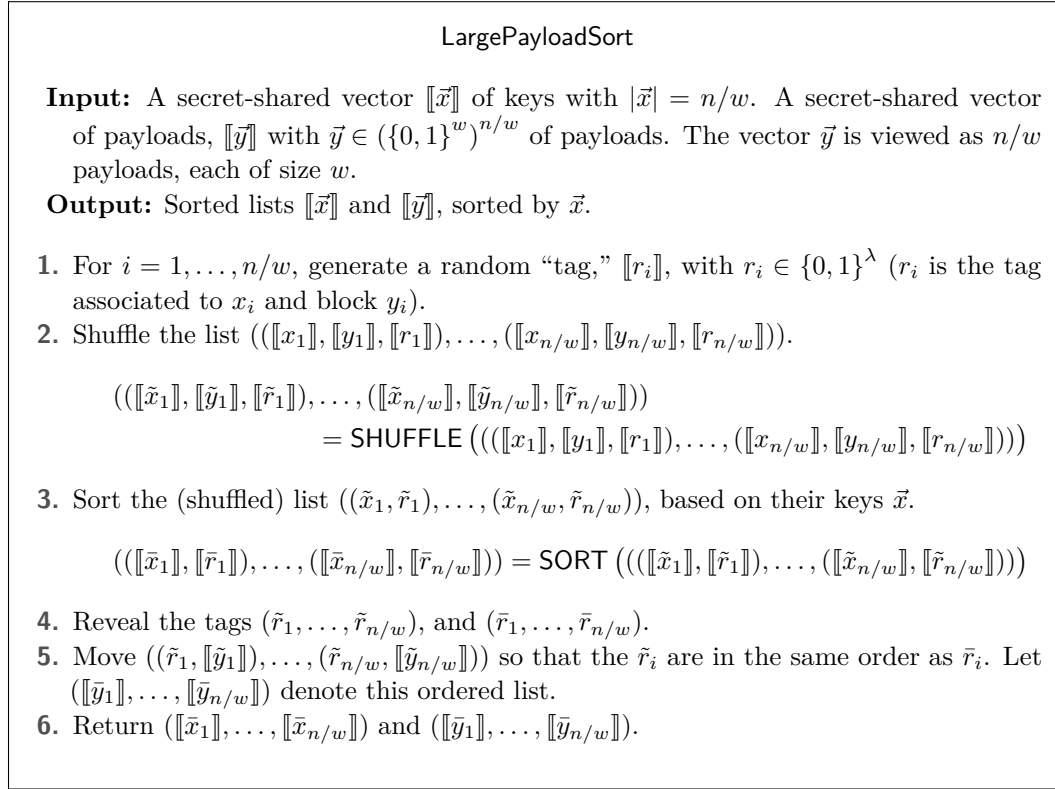 LargePayloadSort
Input: A secret-shared vector ⟦x⃗⟧ of keys with |x⃗| = n/w. A secret-shared vector
of payloads, ⟦y⃗⟧ with y⃗ ∈ ({0, 1}^w)^{n/w} of payloads. The vector y⃗ is viewed as n/w
payloads, each of size w.
Output: Sorted lists ⟦x⃗⟧ and ⟦y⃗⟧, sorted by x⃗.
1. For i = 1, . . . , n/w, generate a random “tag,” ⟦r_i⟧, with r_i ∈ {0, 1}^λ (r_i is the tag
associated to x_i and block y_i).
2. Shuffle the list ((⟦x_1⟧, ⟦y_1⟧, ⟦r_1⟧), . . . , (⟦x_{n/w}⟧, ⟦y_{n/w}⟧, ⟦r_{n/w}⟧)).
((⟦x̃_1⟧, ⟦ỹ_1⟧, ⟦r̃_1⟧), . . . , (⟦x̃_{n/w}⟧, ⟦ỹ_{n/w}⟧, ⟦r̃_{n/w}⟧))
= SHUFFLE (((⟦x_1⟧, ⟦y_1⟧, ⟦r_1⟧), . . . , (⟦x_{n/w}⟧, ⟦y_{n/w}⟧, ⟦r_{n/w}⟧)))
3. Sort the (shuffled) list ((x̃_1, r̃_1), . . . , (x̃_{n/w}, r̃_{n/w})), based on their keys x⃗.
((⟦x̄_1⟧, ⟦r̄_1⟧), . . . , (⟦x̄_{n/w}⟧, ⟦r̄_{n/w}⟧)) = SORT (((⟦x̃_1⟧, ⟦r̃_1⟧), . . . , (⟦x̃_{n/w}⟧, ⟦r̃_{n/w}⟧)))
4. Reveal the tags (r̃_1, . . . , r̃_{n/w}), and (r̄_1, . . . , r̄_{n/w}).
5. Move ((r̃_1, ⟦ỹ_1⟧), . . . , (r̃_{n/w}, ⟦ỹ_{n/w}⟧)) so that the r̃_i are in the same order as r̄_i. Let
(⟦ȳ_1⟧, . . . , ⟦ȳ_{n/w}⟧) denote this ordered list.
6. Return (⟦x̄_1⟧, . . . , ⟦x̄_{n/w}⟧) and (⟦ȳ_1⟧, . . . , ⟦ȳ_{n/w}⟧).